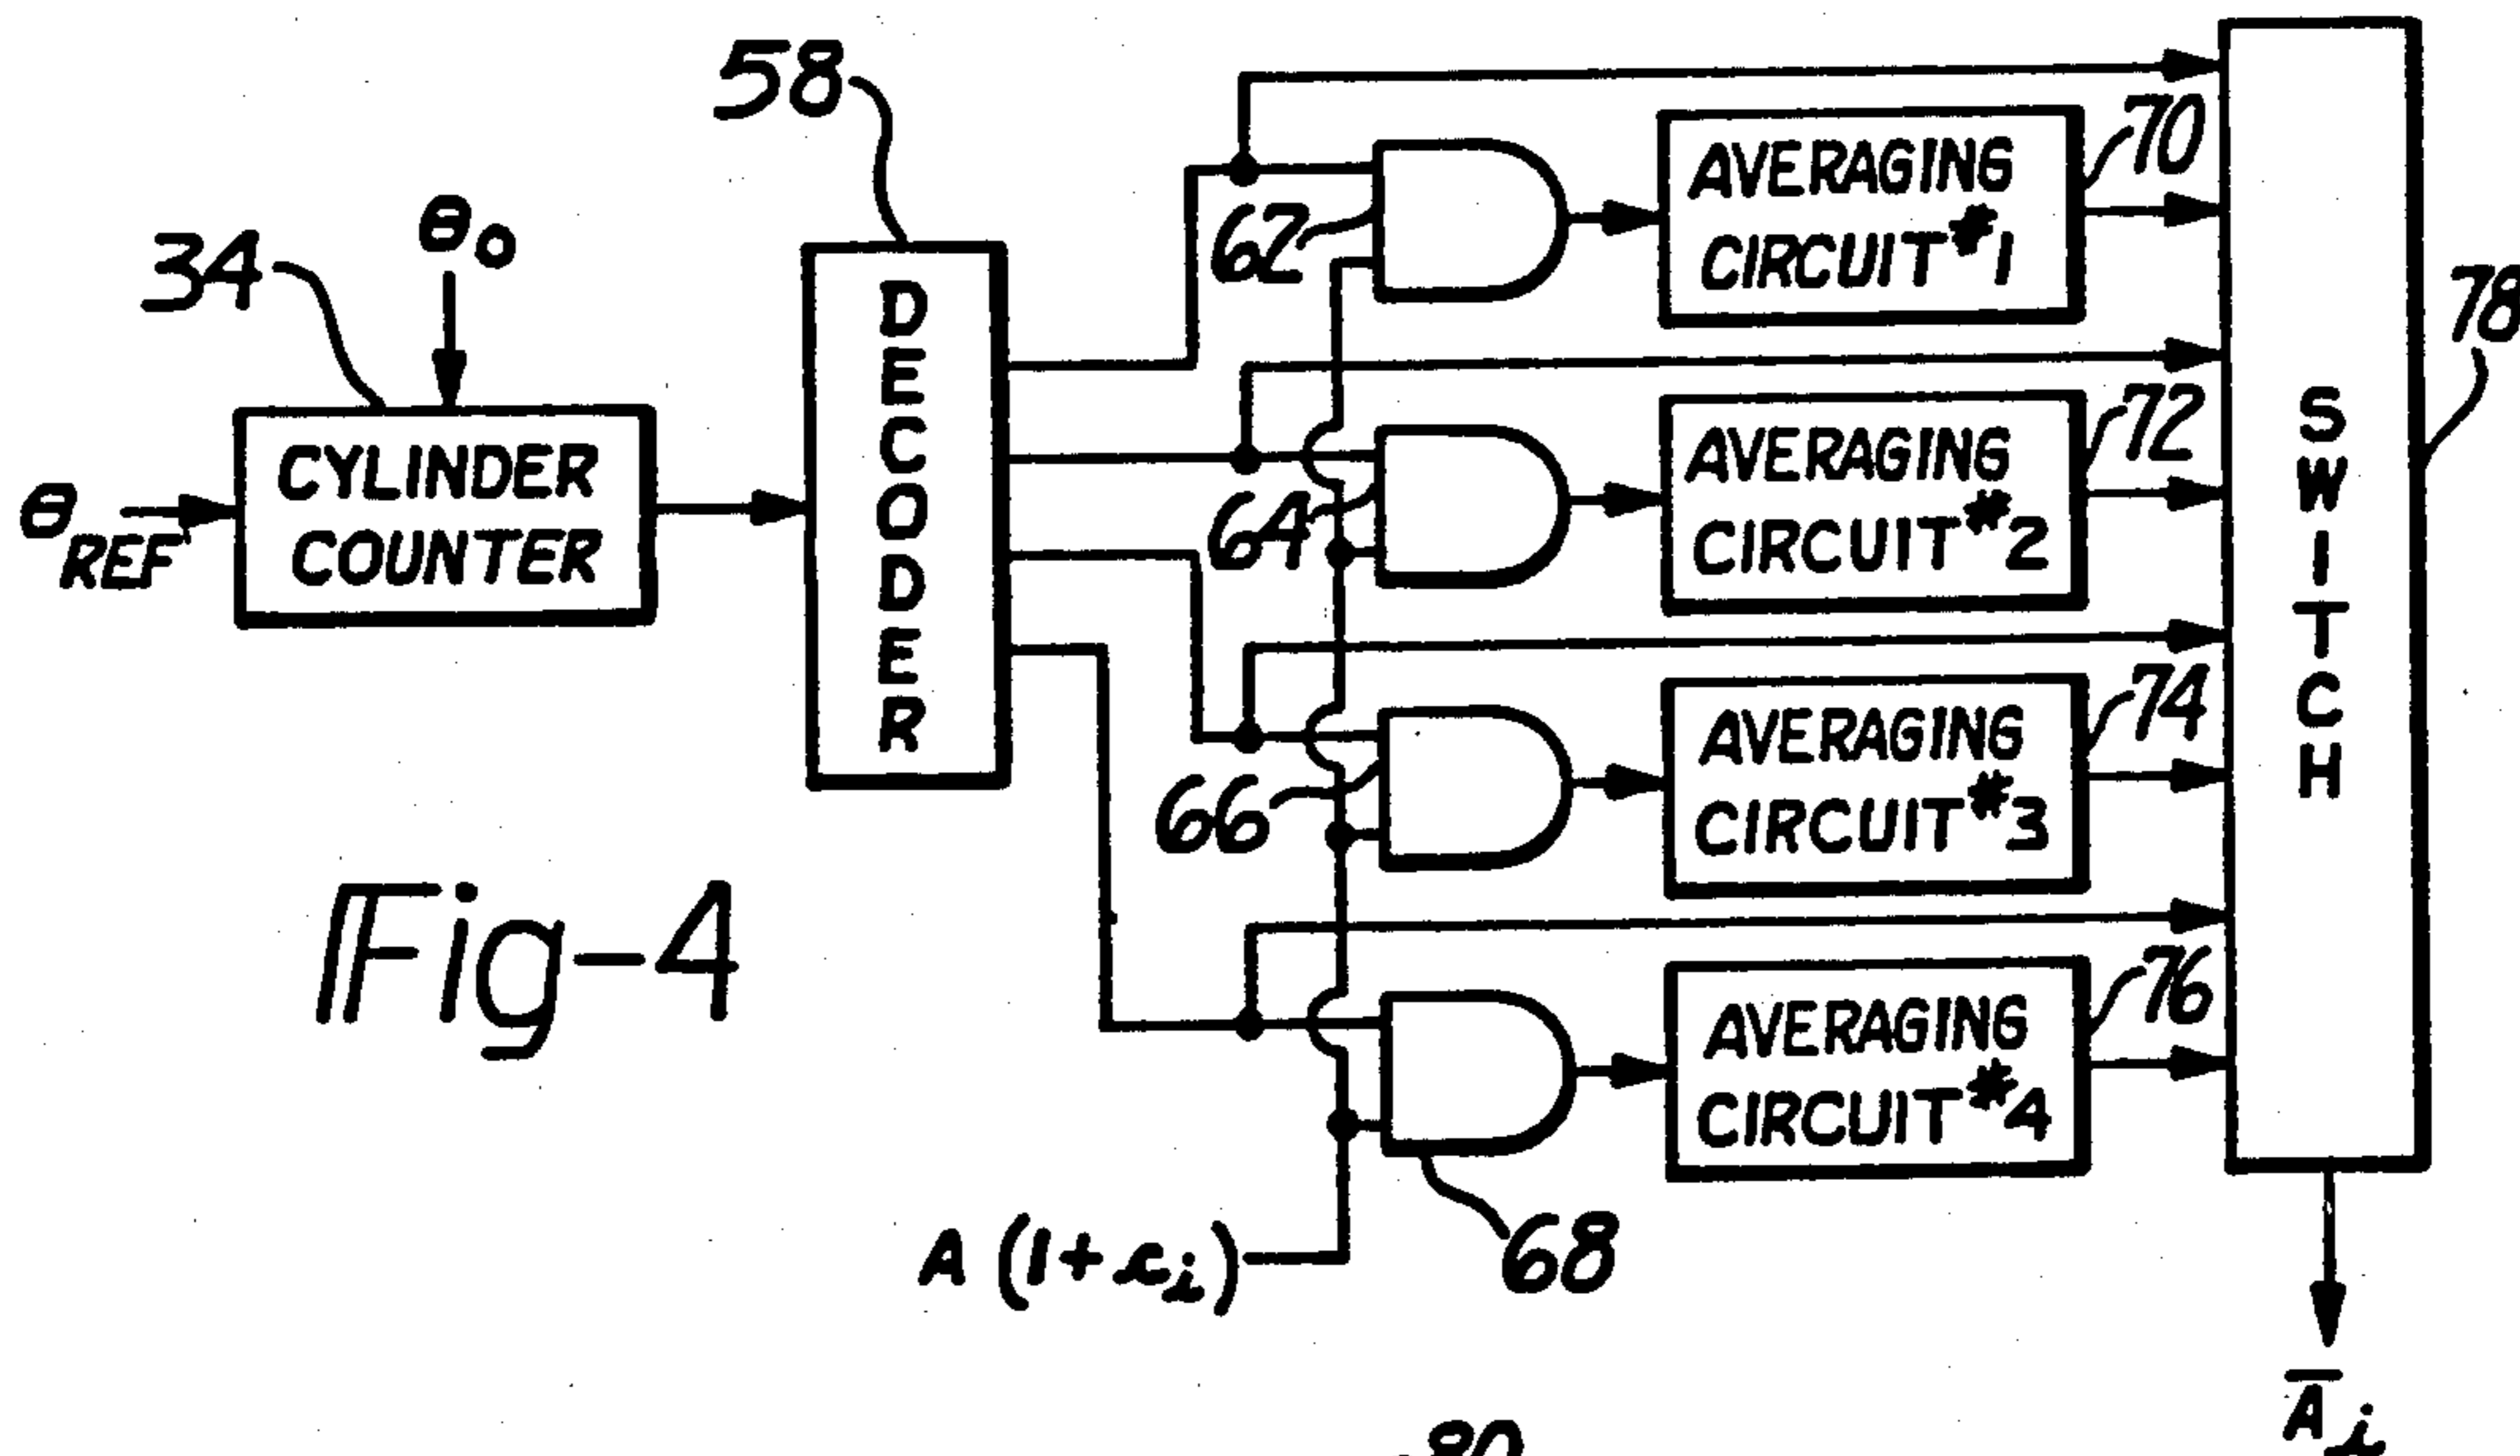 58
34
θo
θREF
CYLINDER
COUNTER
DECODER
62
64
66
68
AVERAGING
CIRCUIT #1
70
AVERAGING
CIRCUIT #2
72
AVERAGING
CIRCUIT #3
74
AVERAGING
CIRCUIT #4
76
SWITCH
78
A (1+ci)
Fig-4
Āi
80